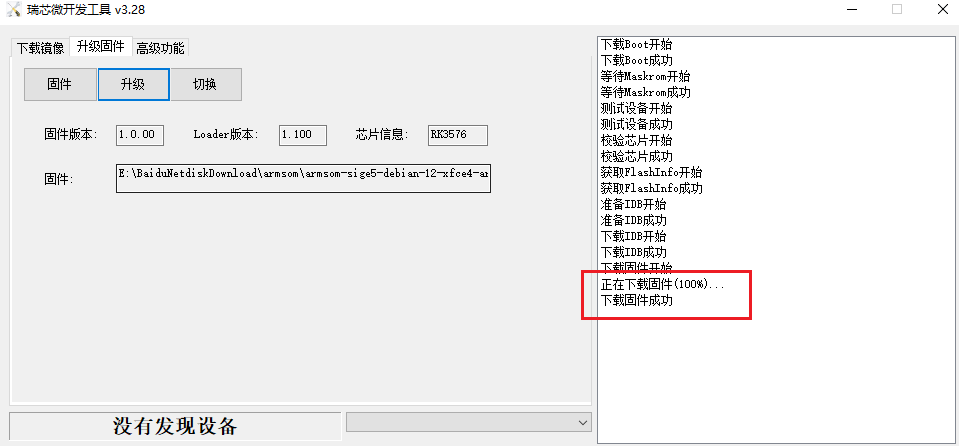 瑞芯微开发工具 v3.28
下载镜像 升级固件 高级功能
固件 升级 切换
固件版本: 1.0.00 Loader版本: 1.100 芯片信息: RK3576
固件: E:\BaiduNetdiskDownload\armsom\armsom-sige5-debian-12-xfce4-ar
没有发现设备
下载Boot开始
下载Boot成功
等待Maskrom开始
等待Maskrom成功
测试设备开始
测试设备成功
校验芯片开始
校验芯片成功
获取FlashInfo开始
获取FlashInfo成功
准备IDB开始
准备IDB成功
下载IDB开始
下载IDB成功
下载固件开始
正在下载固件(100%)...
下载固件成功